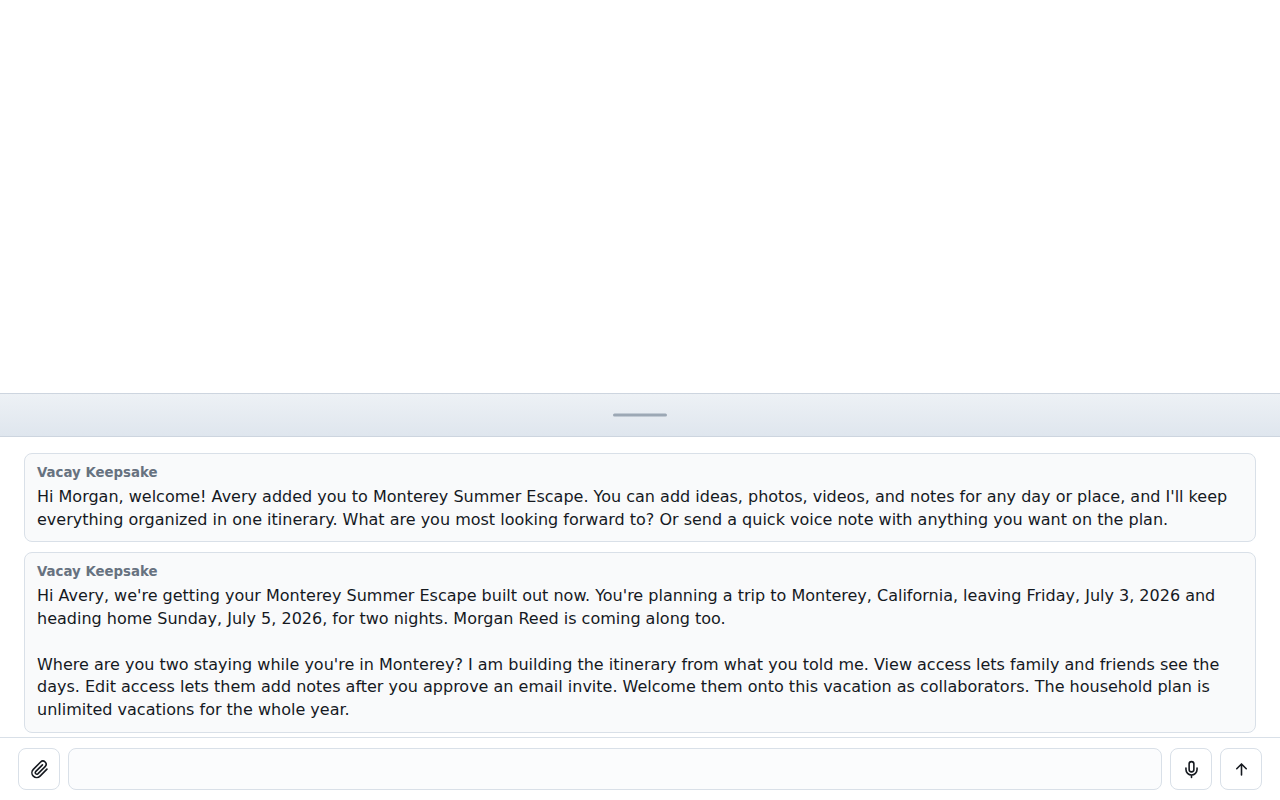 Vacay Keepsake
Hi Morgan, welcome! Avery added you to Monterey Summer Escape. You can add ideas, photos, videos, and notes for any day or place, and I'll keep
everything organized in one itinerary. What are you most looking forward to? Or send a quick voice note with anything you want on the plan.
Vacay Keepsake
Hi Avery, we're getting your Monterey Summer Escape built out now. You're planning a trip to Monterey, California, leaving Friday, July 3, 2026 and
heading home Sunday, July 5, 2026, for two nights. Morgan Reed is coming along too.
Where are you two staying while you're in Monterey? I am building the itinerary from what you told me. View access lets family and friends see the
days. Edit access lets them add notes after you approve an email invite. Welcome them onto this vacation as collaborators. The household plan is
unlimited vacations for the whole year.